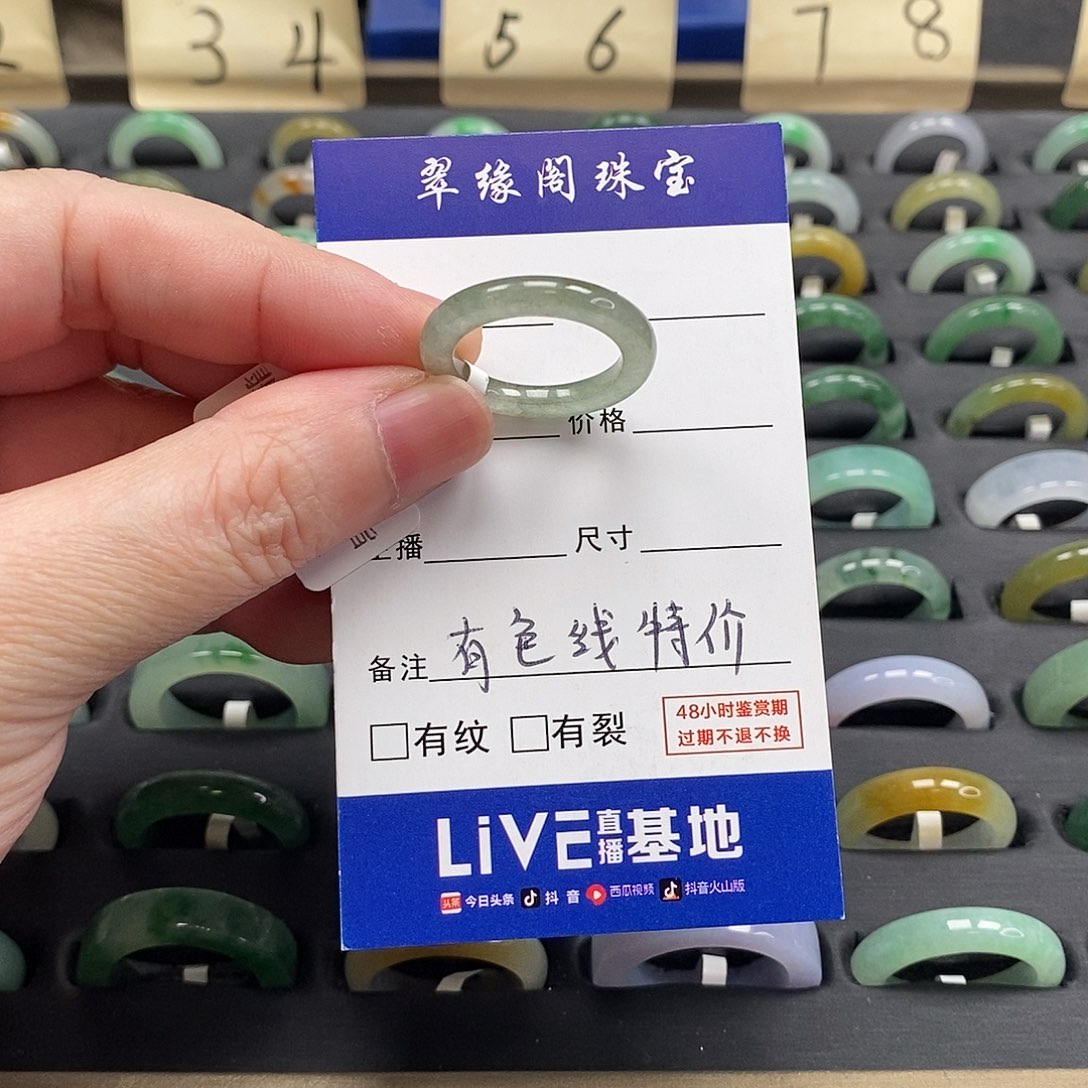 2
3 4
5 6
7 8
翠缘阁珠宝
价格
播
尺寸
备注 有色线特价
有纹 有裂
48小时鉴赏期
过期不退不换
LiVE直播基地
头条 今日头条 抖音 西瓜视频 抖音火山版